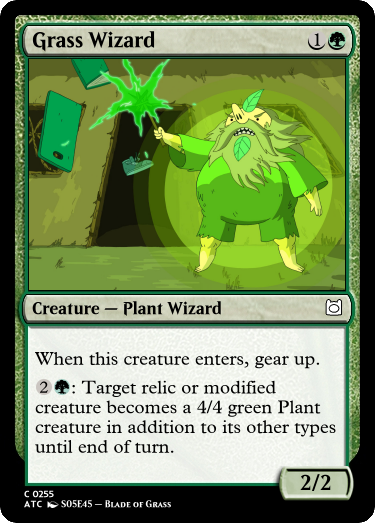 Grass Wizard 1
Creature — Plant Wizard
When this creature enters, gear up.
2: Target relic or modified
creature becomes a 4/4 green Plant
creature in addition to its other types
until end of turn.
2/2
C 0255
ATC S05E45 – Blade of Grass